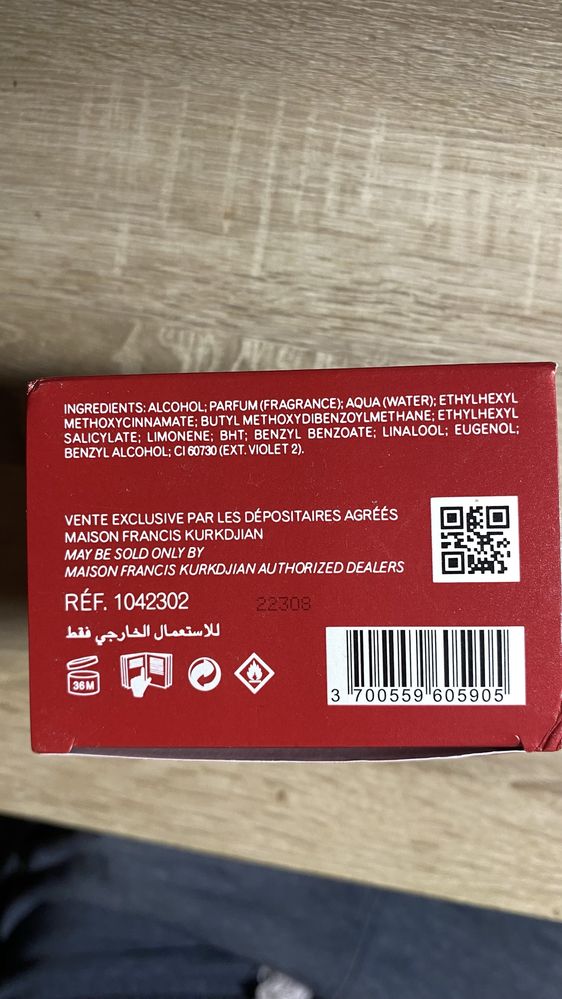 INGREDIENTS: ALCOHOL; PARFUM (FRAGRANCE); AQUA (WATER); ETHYLHEXYL
METHOXYCINNAMATE; BUTYL METHOXYDIBENZOYLMETHANE; ETHYLHEXYL
SALICYLATE; LIMONENE; BHT; BENZYL BENZOATE; LINALOOL; EUGENOL;
BENZYL ALCOHOL; CI 60730 (EXT. VIOLET 2).
VENTE EXCLUSIVE PAR LES DÉPOSITAIRES AGRÉÉS
MAISON FRANCIS KURKDJIAN
MAY BE SOLD ONLY BY
MAISON FRANCIS KURKDJIAN AUTHORIZED DEALERS
RÉF. 1042302
22308
للاستعمال الخارجي فقط
36M
3 700559 605905